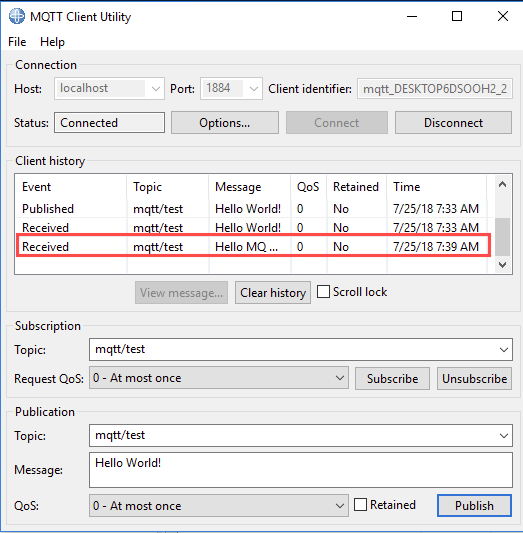 MQTT Client Utility
File Help
Connection
Host: localhost Port: 1884 Client identifier: mqtt_DESKTOP6DSOOH2_2
Status: Connected Options... Connect Disconnect
Client history
Event Topic Message QoS Retained Time
Published mqtt/test Hello World! 0 No 7/25/18 7:33 AM
Received mqtt/test Hello World! 0 No 7/25/18 7:33 AM
Received mqtt/test Hello MQ ... 0 No 7/25/18 7:39 AM
View message... Clear history Scroll lock
Subscription
Topic: mqtt/test
Request QoS: 0 - At most once Subscribe Unsubscribe
Publication
Topic: mqtt/test
Message: Hello World!
QoS: 0 - At most once Retained Publish